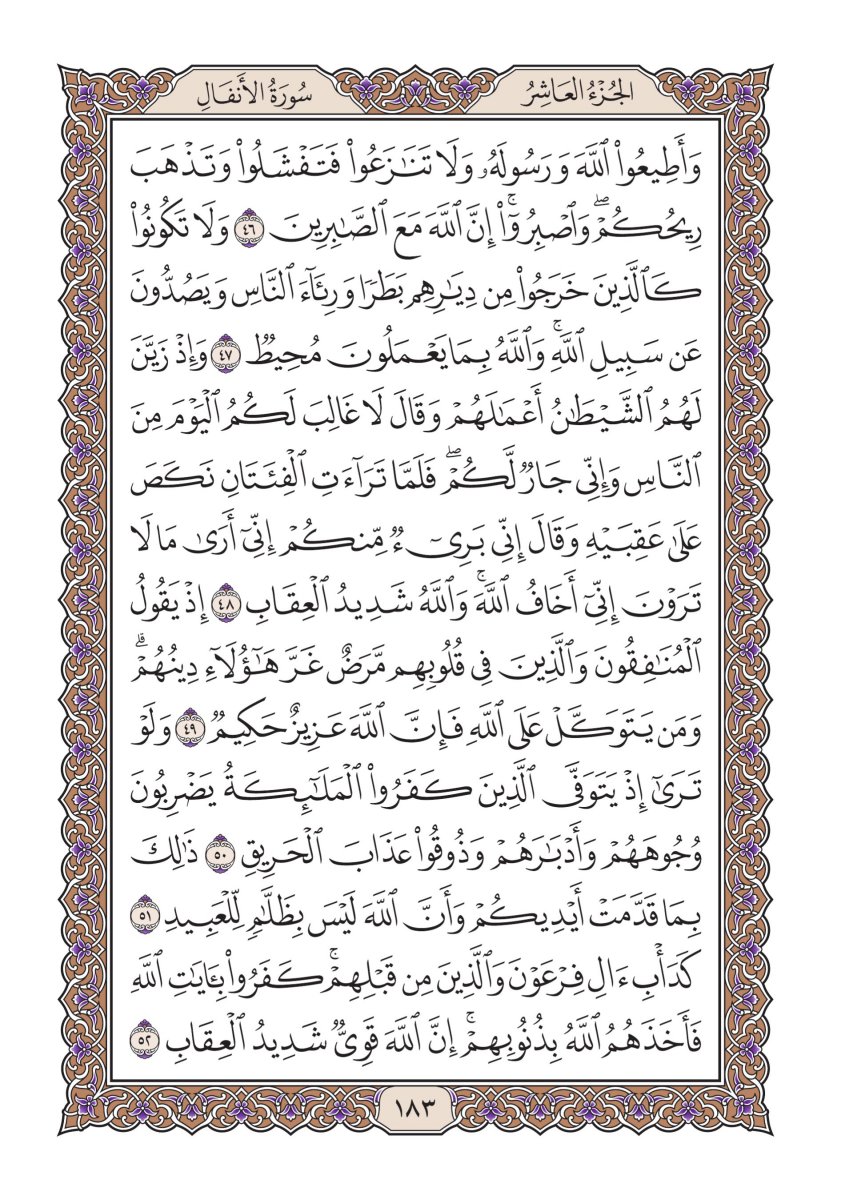 الجُزْءُ العَاشِرُ
سُورَةُ الأَنفَالِ
وَأَطِيعُوا۟ ٱللَّهَ وَرَسُولَهُۥ وَلَا تَنَـٰزَعُوا۟ فَتَفْشَلُوا۟ وَتَذْهَبَ
رِيحُكُمْ ۖ وَٱصْبِرُوٓا۟ ۚ إِنَّ ٱللَّهَ مَعَ ٱلصَّـٰبِرِينَ ٤٦ وَلَا تَكُونُوا۟
كَٱلَّذِينَ خَرَجُوا۟ مِن دِيَـٰرِهِم بَطَرًا وَرِئَآءَ ٱلنَّاسِ وَيَصُدُّونَ
عَن سَبِيلِ ٱللَّهِ ۚ وَٱللَّهُ بِمَا يَعْمَلُونَ مُحِيطٌ ٤٧ وَإِذْ زَيَّنَ
لَهُمُ ٱلشَّيْطَـٰنُ أَعْمَـٰلَهُمْ وَقَالَ لَا غَالِبَ لَكُمُ ٱلْيَوْمَ مِنَ
ٱلنَّاسِ وَإِنِّى جَارٌ لَّكُمْ ۖ فَلَمَّا تَرَآءَتِ ٱلْفِئَتَانِ نَكَصَ
عَلَىٰ عَقِبَيْهِ وَقَالَ إِنِّى بَرِىٓءٌ مِّنكُمْ إِنِّىٓ أَرَىٰ مَا لَا
تَرَوْنَ إِنِّىٓ أَخَافُ ٱللَّهَ ۚ وَٱللَّهُ شَدِيدُ ٱلْعِقَابِ ٤٨ إِذْ يَقُولُ
ٱلْمُنَـٰفِقُونَ وَٱلَّذِينَ فِى قُلُوبِهِم مَّرَضٌ غَرَّ هَـٰٓؤُلَآءِ دِينُهُمْ ۗ
وَمَن يَتَوَكَّلْ عَلَى ٱللَّهِ فَإِنَّ ٱللَّهَ عَزِيزٌ حَكِيمٌ ٤٩ وَلَوْ
تَرَىٰٓ إِذْ يَتَوَفَّى ٱلَّذِينَ كَفَرُوا۟ ٱلْمَلَـٰٓئِكَةُ يَضْرِبُونَ
وُجُوهَهُمْ وَأَدْبَـٰرَهُمْ وَذُوقُوا۟ عَذَابَ ٱلْحَرِيقِ ٥٠ ذَٰلِكَ
بِمَا قَدَّمَتْ أَيْدِيكُمْ وَأَنَّ ٱللَّهَ لَيْسَ بِظَلَّـٰمٍ لِّلْعَبِيدِ ٥١
كَدَأْبِ ءَالِ فِرْعَوْنَ وَٱلَّذِينَ مِن قَبْلِهِمْ ۚ كَفَرُوا۟ بِـَٔايَـٰتِ ٱللَّهِ
فَأَخَذَهُمُ ٱللَّهُ بِذُنُوبِهِمْ ۚ إِنَّ ٱللَّهَ قَوِىٌّ شَدِيدُ ٱلْعِقَابِ ٥٢
١٨٣